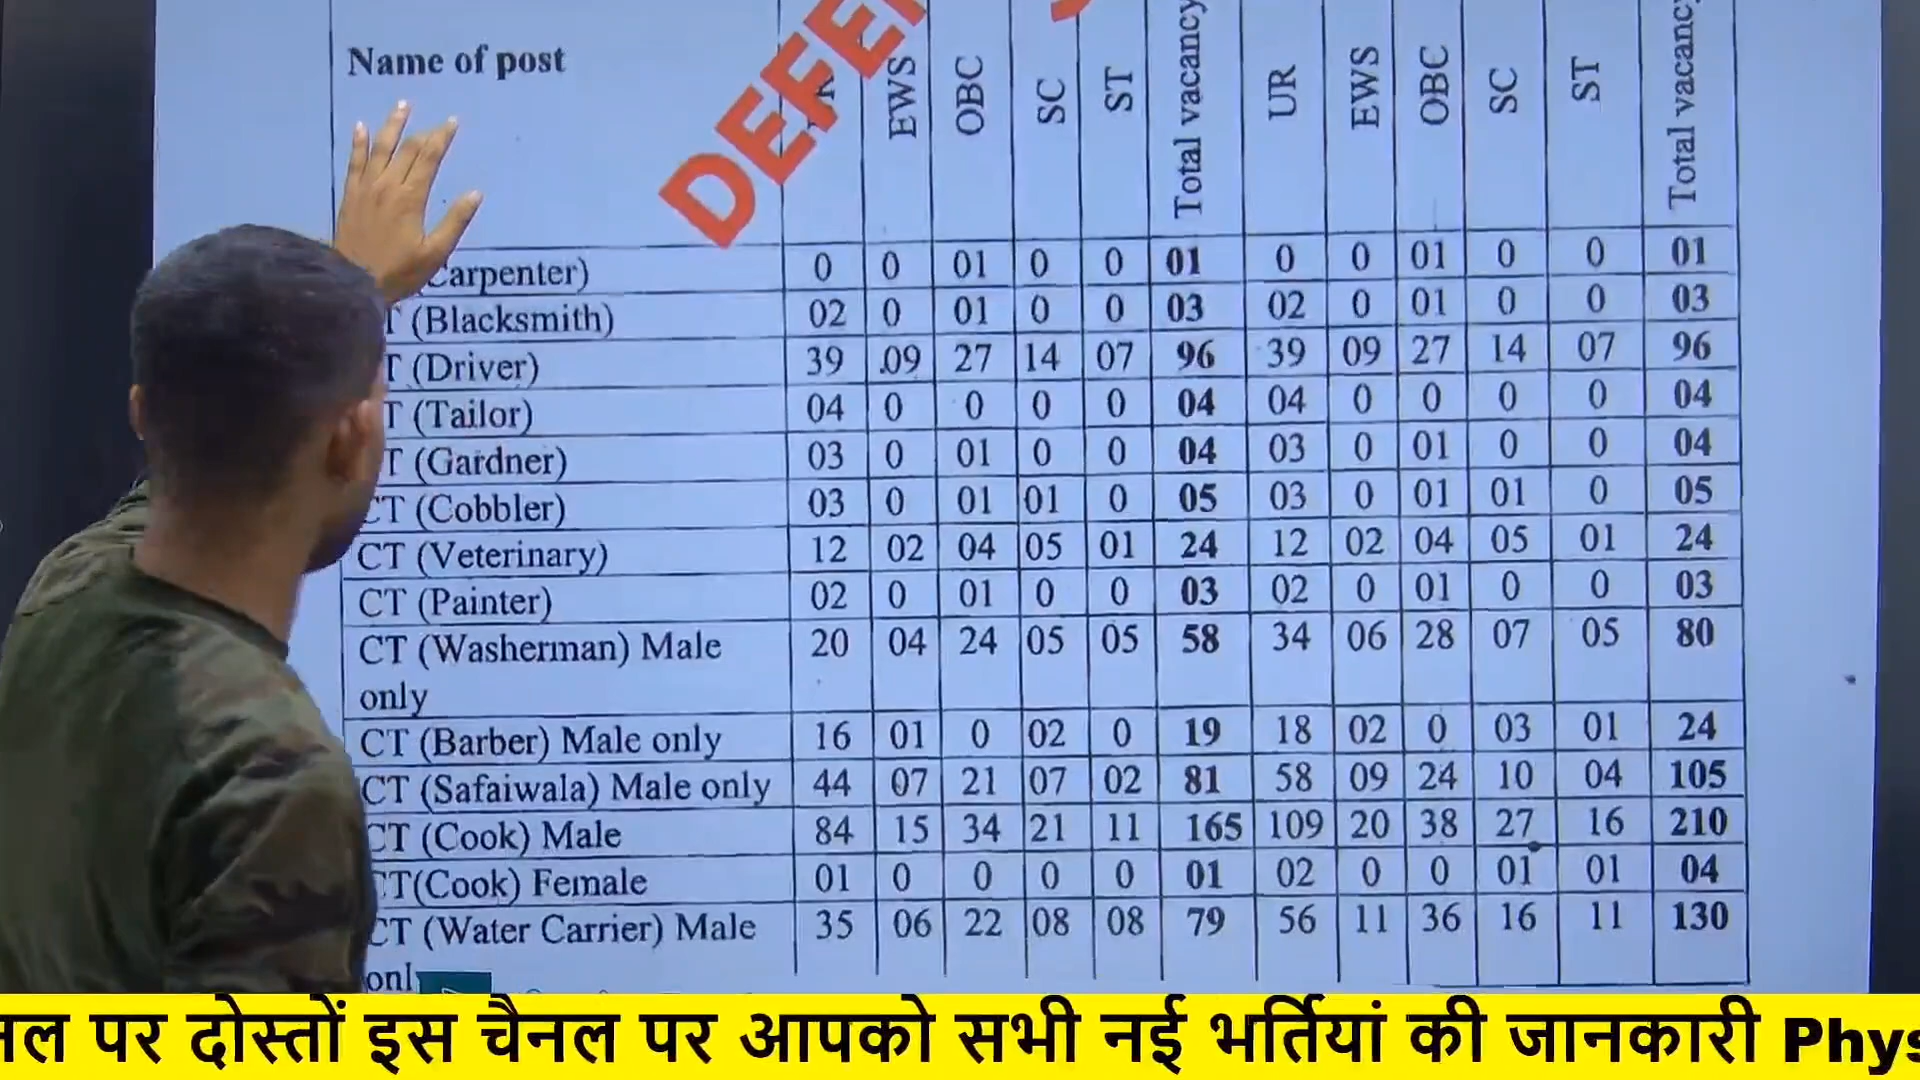 DEFE
Name of post EWS OBC SC ST Total vacancy UR EWS OBC SC ST Total vacancy
Carpenter) 0 0 01 0 0 01 0 0 01 0 0 01
T (Blacksmith) 02 0 01 0 0 03 02 0 01 0 0 03
T (Driver) 39 .09 27 14 07 96 39 09 27 14 07 96
T (Tailor) 04 0 0 0 0 04 04 0 0 0 0 04
T (Gardner) 03 0 01 0 0 04 03 0 01 0 0 04
CT (Cobbler) 03 0 01 01 0 05 03 0 01 01 0 05
CT (Veterinary) 12 02 04 05 01 24 12 02 04 05 01 24
CT (Painter) 02 0 01 0 0 03 02 0 01 0 0 03
CT (Washerman) Male 20 04 24 05 05 58 34 06 28 07 05 80
only
CT (Barber) Male only 16 01 0 02 0 19 18 02 0 03 01 24
CT (Safaiwala) Male only 44 07 21 07 02 81 58 09 24 10 04 105
CT (Cook) Male 84 15 34 21 11 165 109 20 38 27 16 210
CT(Cook) Female 01 0 0 0 0 01 02 0 0 01 01 04
CT (Water Carrier) Male 35 06 22 08 08 79 56 11 36 16 11 130
onl
नल पर दोस्तों इस चैनल पर आपको सभी नई भर्तियां की जानकारी Phys